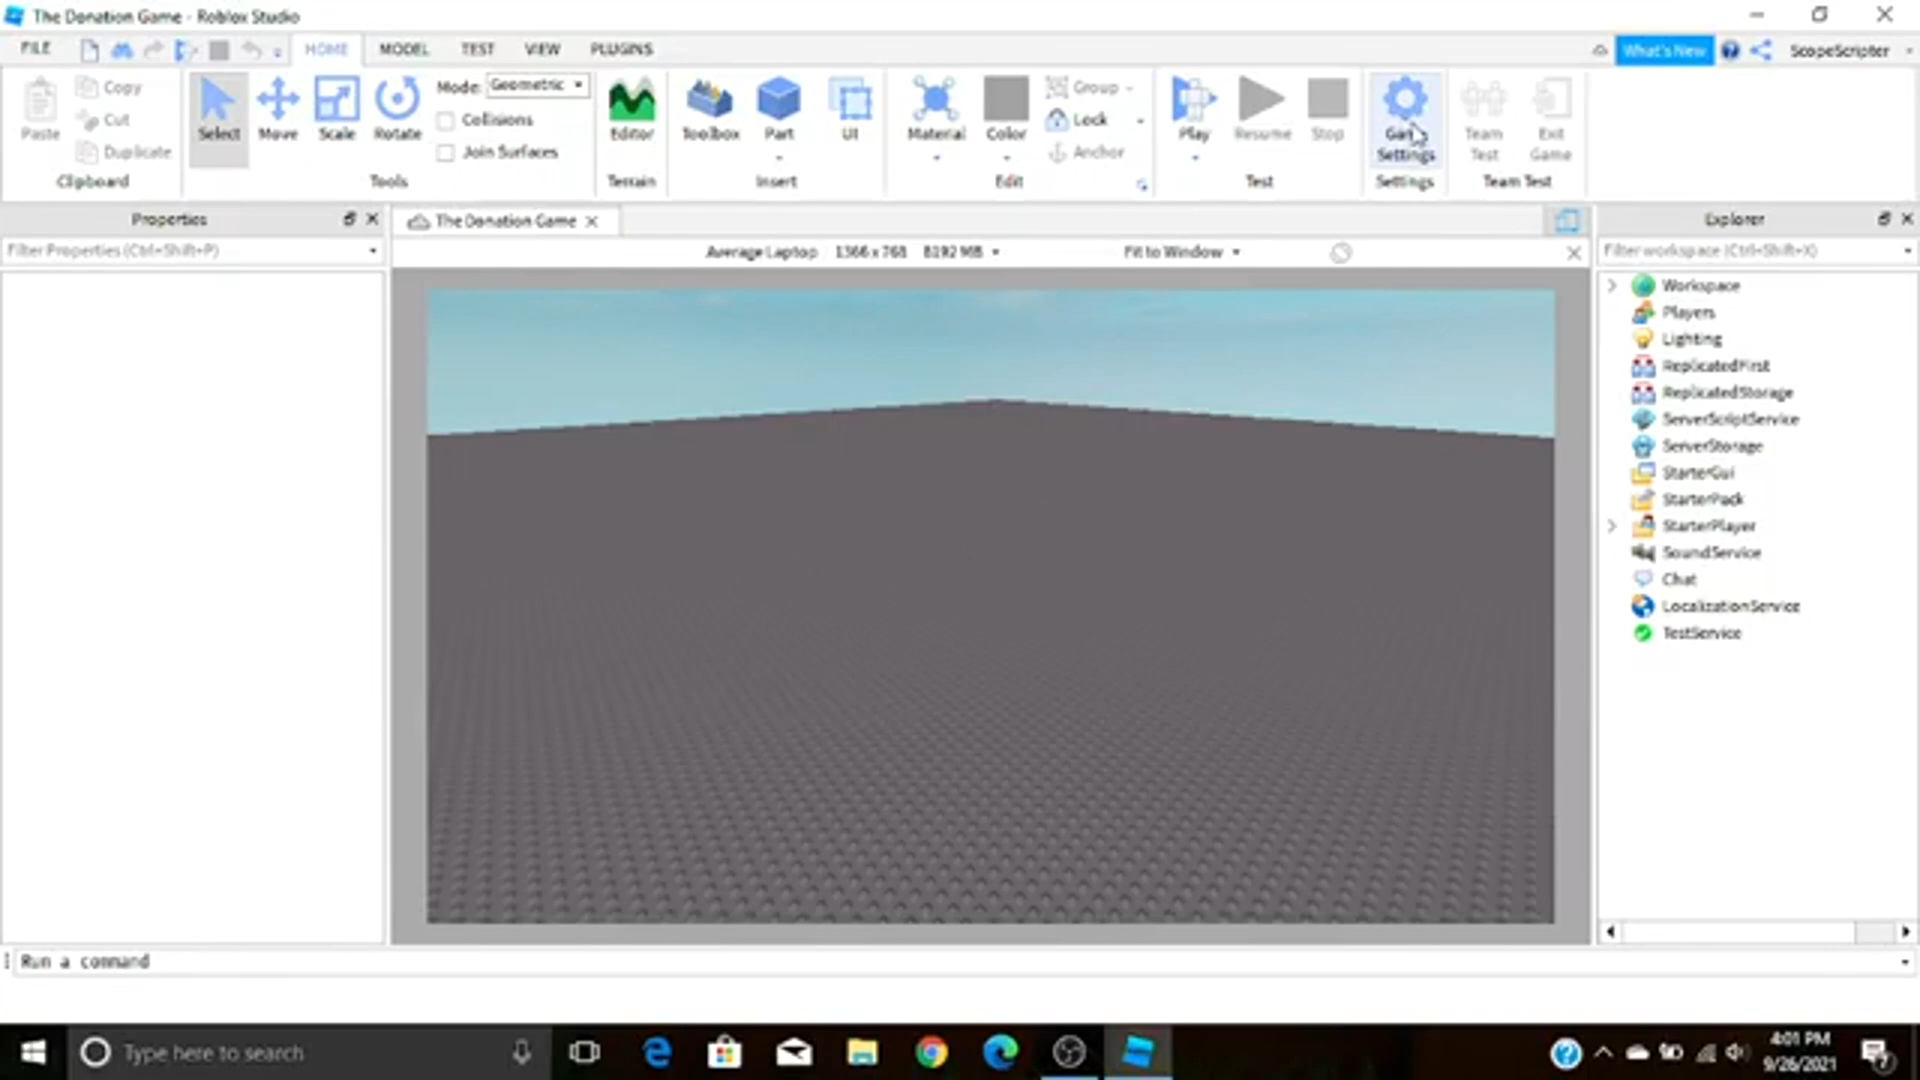 The Donation Game - Roblox Studio
FILE HOME MODEL TEST VIEW PLUGINS What's New ScopeScripter
Paste Copy Cut Duplicate
Clipboard
Select Move Scale Rotate
Mode: Geometric
Collisions
Join Surfaces
Tools
Editor
Terrain
Toolbox Part UI
Insert
Material Color Group Lock Anchor
Edit
Play Resume Stop
Test
Game Settings
Settings
Team Test Exit Game
Team Test
Properties
Filter Properties (Ctrl+Shift+P)
The Donation Game
Average Laptop 1366 x 768 8192 MB Fit to Window
Explorer
Filter workspace (Ctrl+Shift+X)
Workspace
Players
Lighting
ReplicatedFirst
ReplicatedStorage
ServerScriptService
ServerStorage
StarterGui
StarterPack
StarterPlayer
SoundService
Chat
LocalizationService
TestService
Run a command
Type here to search
4:01 PM
9/26/2021